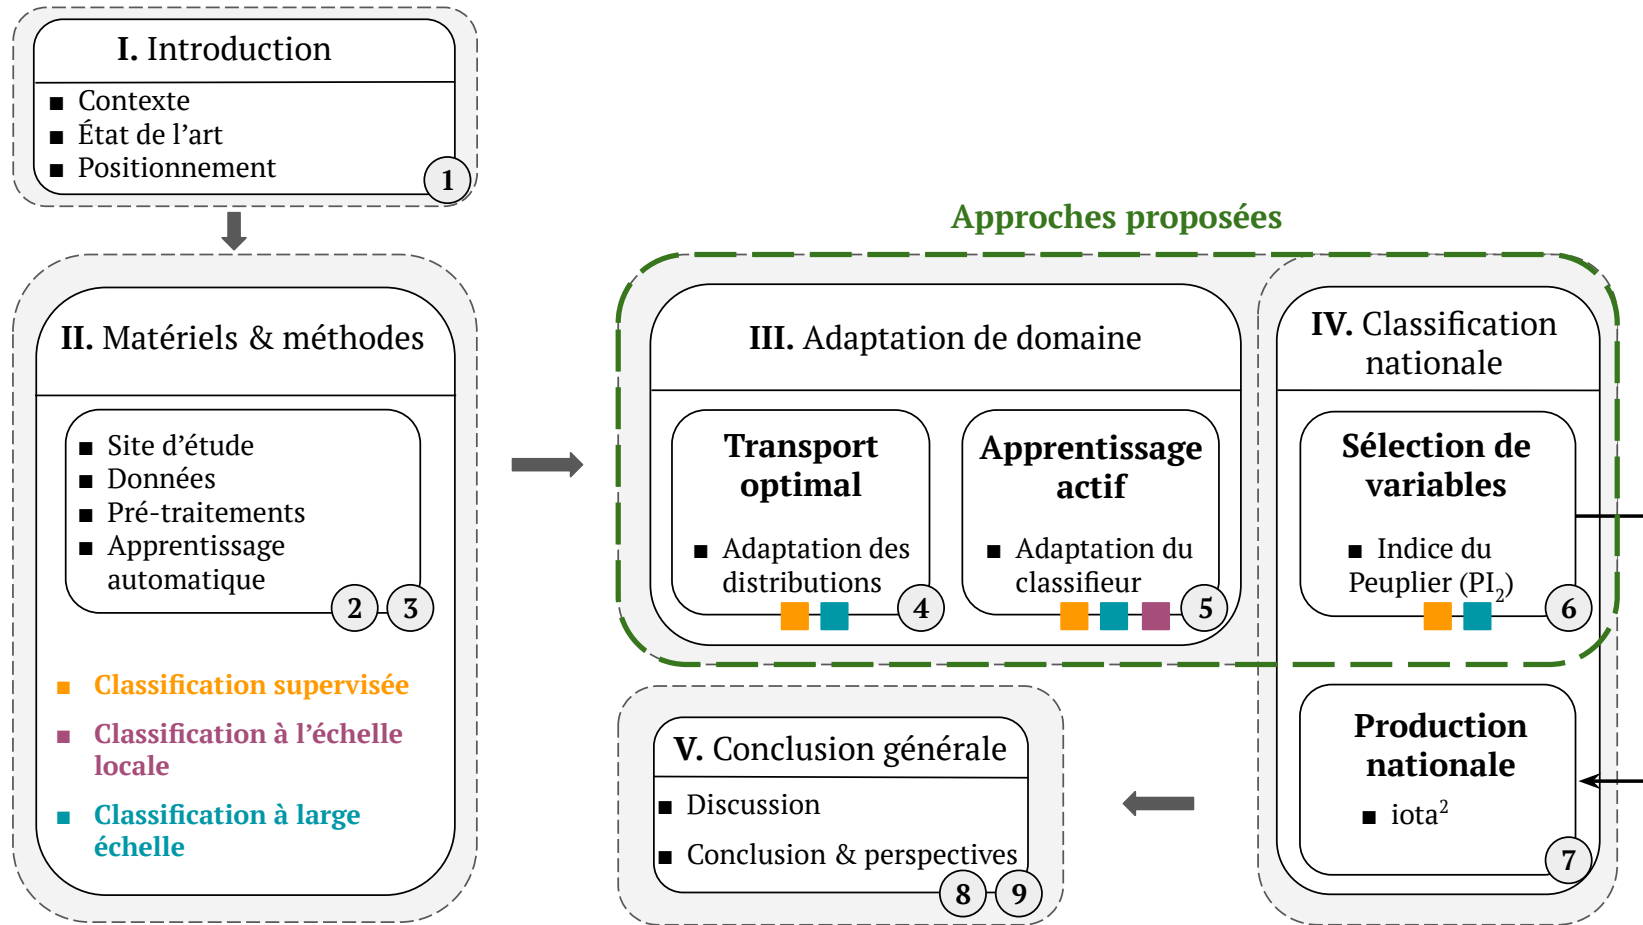 I. Introduction
■ Contexte
■ État de l’art
■ Positionnement
1
II. Matériels & méthodes
■ Site d’étude
■ Données
■ Pré-traitements
■ Apprentissage
automatique
2 3
■ Classification supervisée
■ Classification à l’échelle
locale
■ Classification à large
échelle
Approches proposées
III. Adaptation de domaine
Transport
optimal
■ Adaptation des
distributions
4
Apprentissage
actif
■ Adaptation du
classifieur
5
IV. Classification
nationale
Sélection de
variables
■ Indice du
Peuplier (PI₂)
6
Production
nationale
■ iota²
7
V. Conclusion générale
■ Discussion
■ Conclusion & perspectives
8 9